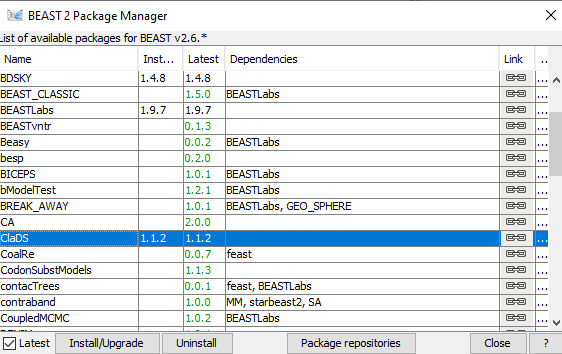 BEAST 2 Package Manager
List of available packages for BEAST v2.6.*
Name Inst... Latest Dependencies Link ...
BDSKY 1.4.8 1.4.8 ...
BEAST_CLASSIC 1.5.0 BEASTLabs ...
BEASTLabs 1.9.7 1.9.7 ...
BEASTvntr 0.1.3 ...
Beasy 0.0.2 BEASTLabs ...
besp 0.2.0 ...
BICEPS 1.0.1 BEASTLabs ...
bModelTest 1.2.1 BEASTLabs ...
BREAK_AWAY 1.0.1 BEASTLabs, GEO_SPHERE ...
CA 2.0.0 ...
ClaDS 1.1.2 1.1.2 ...
CoalRe 0.0.7 feast ...
CodonSubstModels 1.1.3 ...
contacTrees 0.0.1 feast, BEASTLabs ...
contraband 1.0.0 MM, starbeast2, SA ...
CoupledMCMC 1.0.2 BEASTLabs ...
Latest Install/Upgrade Uninstall Package repositories Close ?